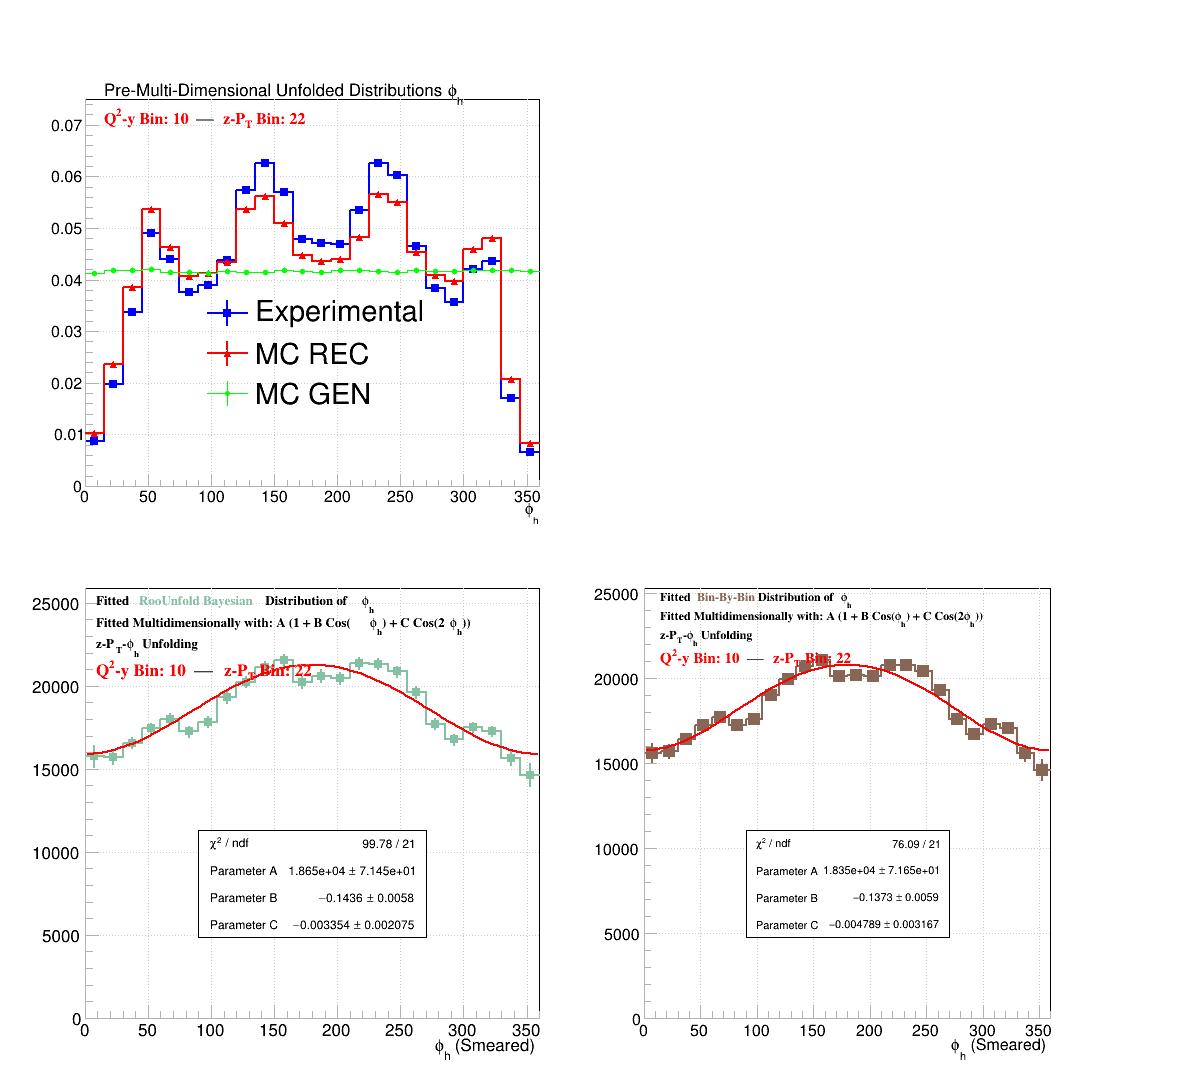 Pre-Multi-Dimensional Unfolded Distributions ϕh
Q2-y Bin: 10 — z-PT Bin: 22
0.07
0.06
0.05
0.04
0.03
0.02
0.01
0
Experimental
MC REC
MC GEN
0 50 100 150 200 250 300 350
ϕh
Fitted RooUnfold Bayesian Distribution of ϕh
Fitted Multidimensionally with: A (1 + B Cos( ϕh) + C Cos(2 ϕh))
z-PT-ϕh Unfolding
Q2-y Bin: 10 — z-PT Bin: 22
25000
20000
15000
10000
5000
0
χ2 / ndf 99.78 / 21
Parameter A 1.865e+04 ± 7.145e+01
Parameter B −0.1436 ± 0.0058
Parameter C −0.003354 ± 0.002075
0 50 100 150 200 250 300 350
ϕh (Smeared)
Fitted Bin-By-Bin Distribution of ϕh
Fitted Multidimensionally with: A (1 + B Cos(ϕh) + C Cos(2ϕh))
z-PT-ϕh Unfolding
Q2-y Bin: 10 — z-PT Bin: 22
25000
20000
15000
10000
5000
0
χ2 / ndf 76.09 / 21
Parameter A 1.835e+04 ± 7.165e+01
Parameter B −0.1373 ± 0.0059
Parameter C −0.004789 ± 0.003167
0 50 100 150 200 250 300 350
ϕh (Smeared)